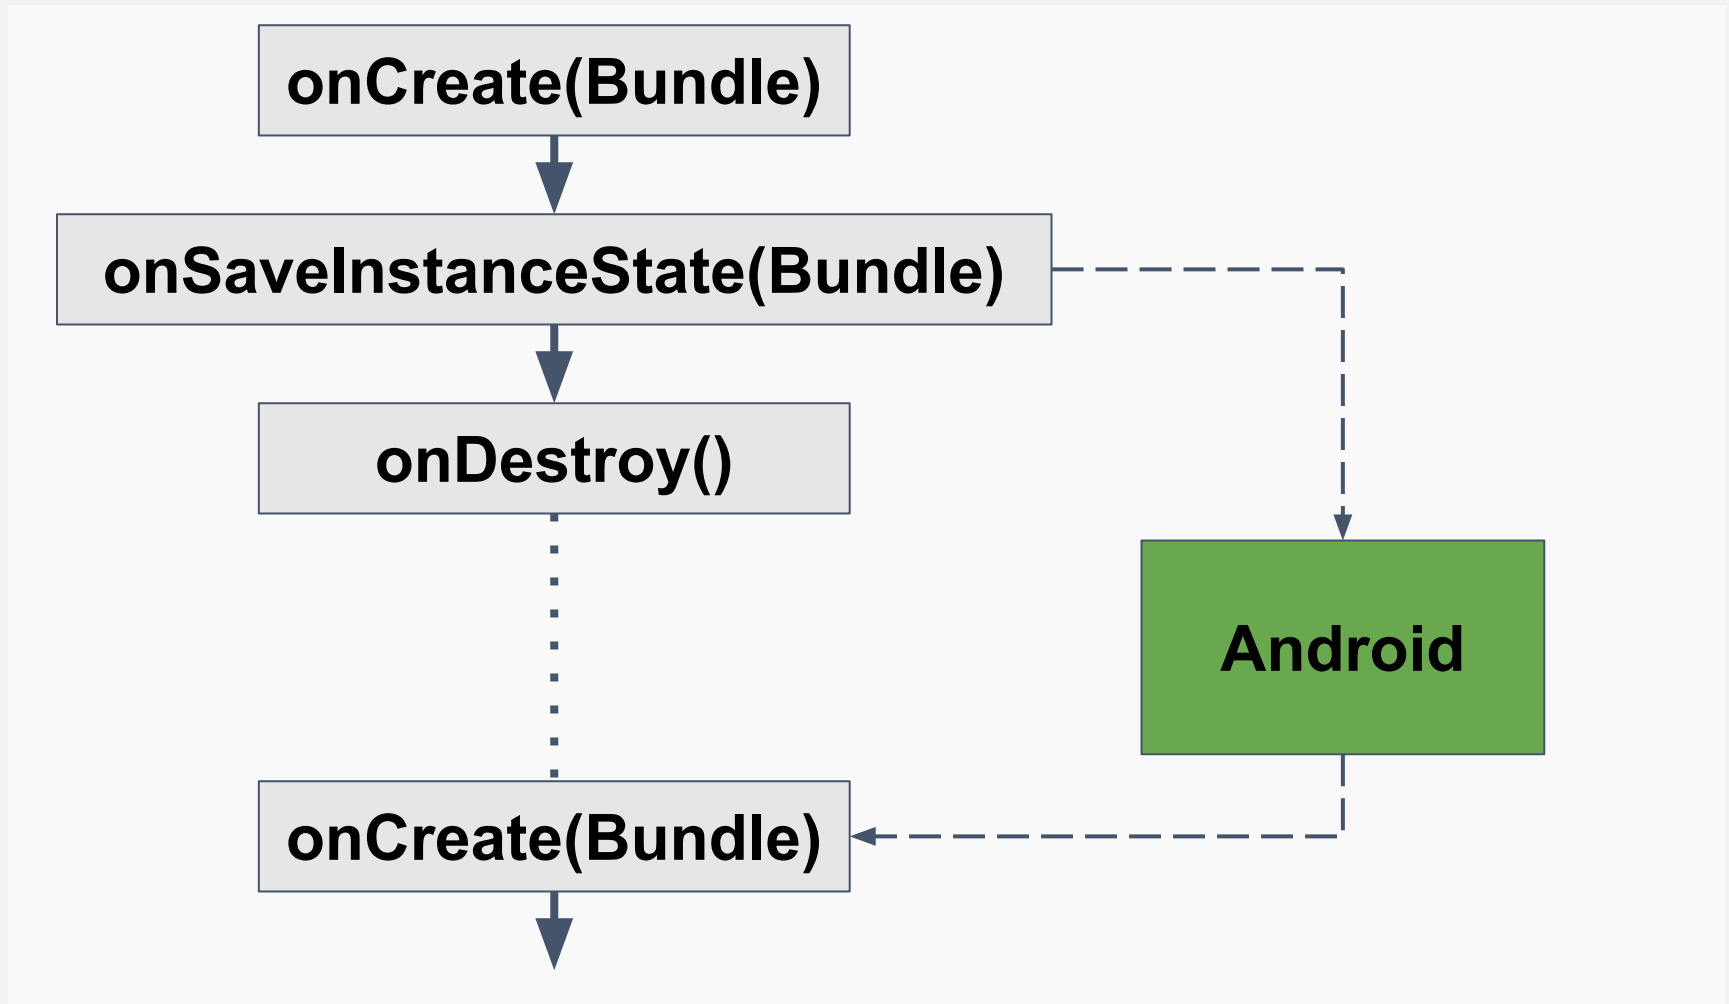 onCreate(Bundle)
onSaveInstanceState(Bundle)
onDestroy()
Android
onCreate(Bundle)